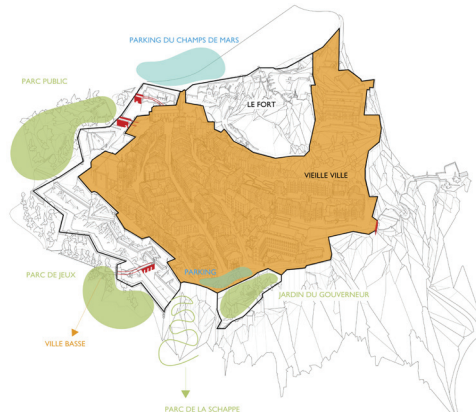 PARKING DU CHAMPS DE MARS
PARC PUBLIC
LE FORT
VIEILLE VILLE
PARKING
PARC DE JEUX
JARDIN DU GOUVERNEUR
VILLE BASSE
PARC DE LA SCHAPPE